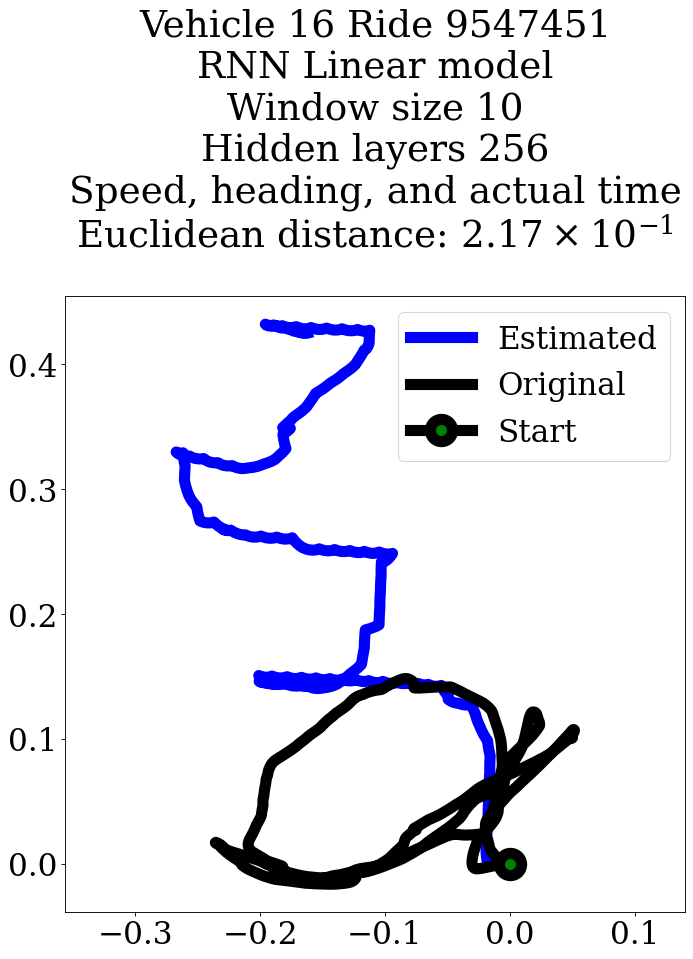 Vehicle 16 Ride 9547451
RNN Linear model
Window size 10
Hidden layers 256
Speed, heading, and actual time
Euclidean distance: 2.17 × 10⁻¹
Estimated
Original
Start
0.4
0.3
0.2
0.1
0.0
−0.3 −0.2 −0.1 0.0 0.1